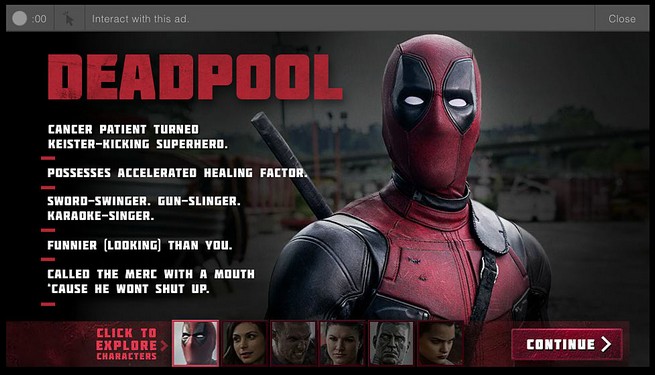 :00 Interact with this ad. Close
DEADPOOL
CANCER PATIENT TURNED
KEISTER-KICKING SUPERHERO.
POSSESSES ACCELERATED HEALING FACTOR.
SWORD-SWINGER. GUN-SLINGER.
KARAOKE-SINGER.
FUNNIER (LOOKING) THAN YOU.
CALLED THE MERC WITH A MOUTH
'CAUSE HE WONT SHUT UP.
CLICK TO
EXPLORE
CHARACTERS
CONTINUE